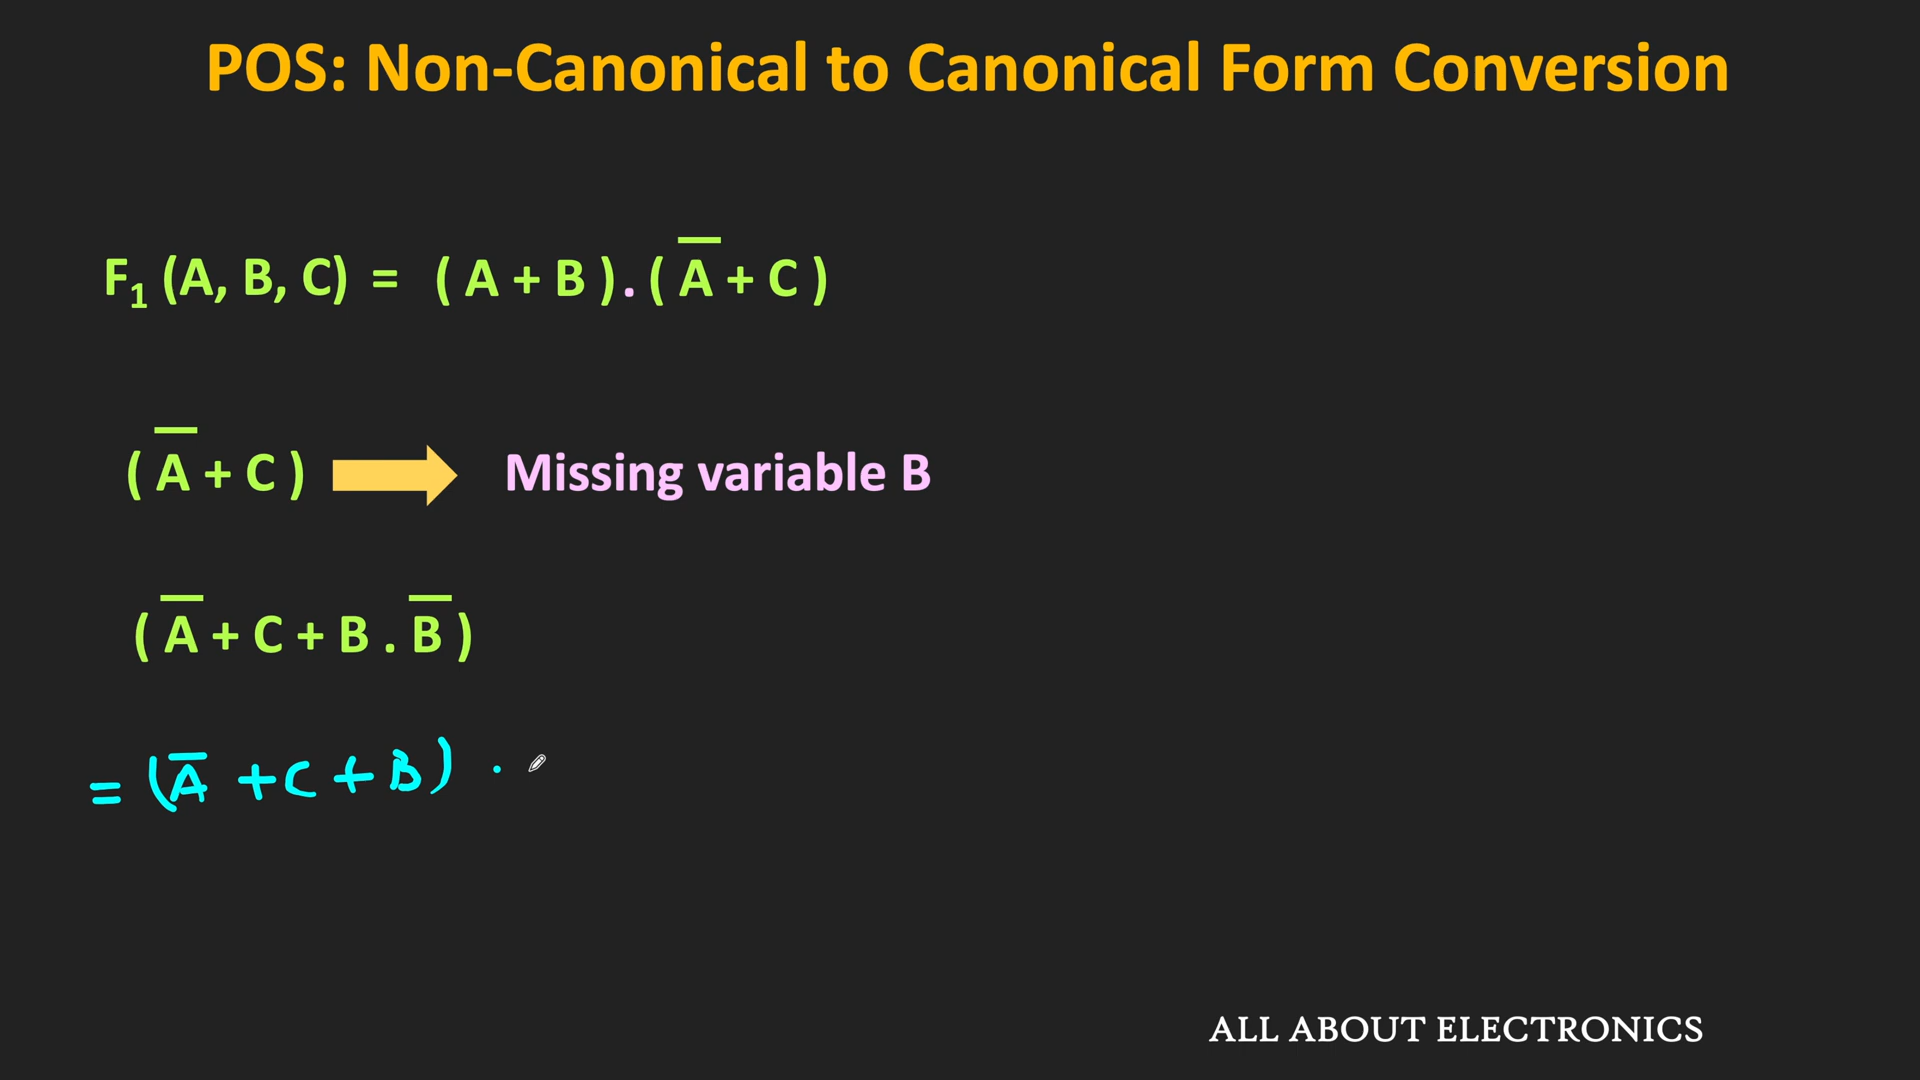 POS: Non-Canonical to Canonical Form Conversion
F₁ (A, B, C) = ( A + B ) . ( A̅ + C )
( A̅ + C ) Missing variable B
( A̅ + C + B . B̅ )
= (A̅ + C + B) ·
ALL ABOUT ELECTRONICS